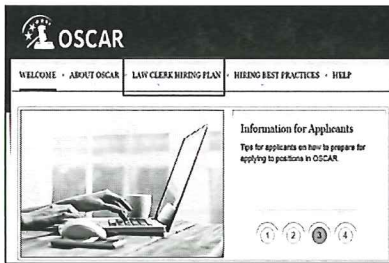 OSCAR
WELCOME • ABOUT OSCAR • LAW CLERK HIRING PLAN • HIRING BEST PRACTICES • HELP
Information for Applicants
Tips for applicants on how to prepare for
applying to positions in OSCAR.
1 2 3 4